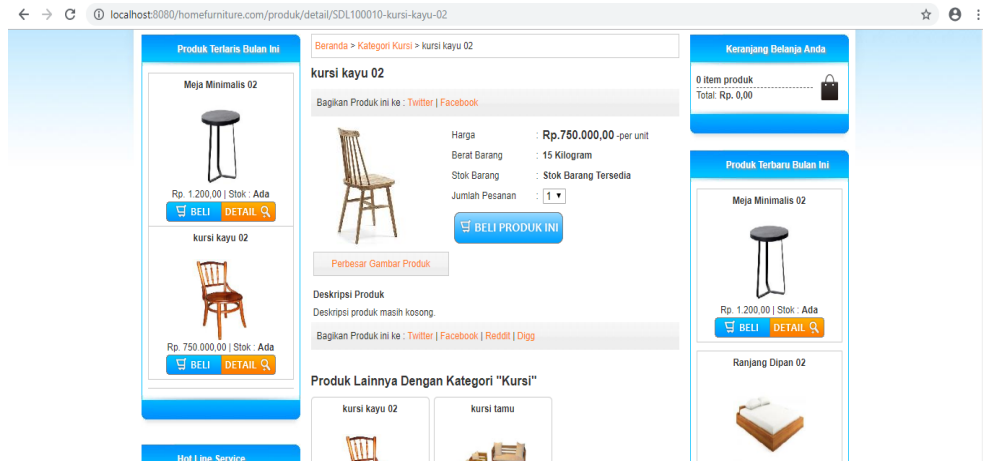 localhost:8080/homefurniture.com/produk/detail/SDL100010-kursi-kayu-02
Produk Terlaris Bulan Ini
Meja Minimalis 02
Rp. 1.200,00 | Stok : Ada
BELI DETAIL
kursi kayu 02
Rp. 750.000,00 | Stok : Ada
BELI DETAIL
Hot Line Service
Beranda > Kategori Kursi > kursi kayu 02
kursi kayu 02
Bagikan Produk ini ke : Twitter | Facebook
Harga : Rp.750.000,00 -per unit
Berat Barang : 15 Kilogram
Stok Barang : Stok Barang Tersedia
Jumlah Pesanan : 1
BELI PRODUK INI
Perbesar Gambar Produk
Deskripsi Produk
Deskripsi produk masih kosong.
Bagikan Produk ini ke : Twitter | Facebook | Reddit | Digg
Produk Lainnya Dengan Kategori "Kursi"
kursi kayu 02
kursi tamu
Keranjang Belanja Anda
0 item produk
Total: Rp. 0,00
Produk Terbaru Bulan Ini
Meja Minimalis 02
Rp. 1.200,00 | Stok : Ada
BELI DETAIL
Ranjang Dipan 02